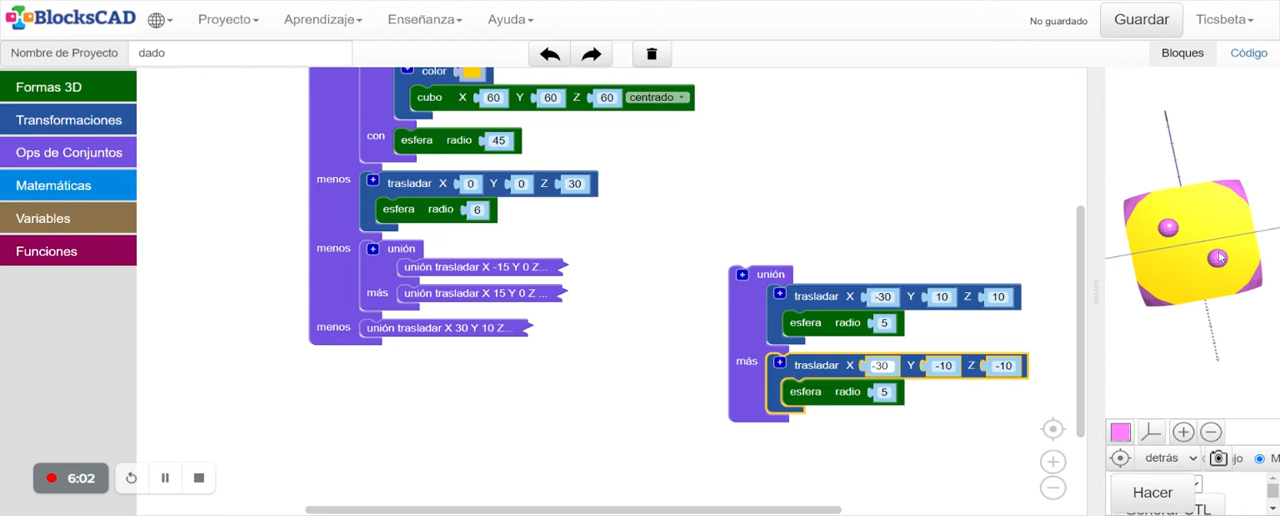 BlocksCAD
Proyecto
Aprendizaje
Enseñanza
Ayuda
No guardado
Guardar
Ticsbeta
Nombre de Proyecto
dado
Bloques
Código
Formas 3D
Transformaciones
Ops de Conjuntos
Matemáticas
Variables
Funciones
color
cubo X 60 Y 60 Z 60 centrado
con esfera radio 45
menos trasladar X 0 Y 0 Z 30
esfera radio 6
menos unión
unión trasladar X -15 Y 0 Z...
más unión trasladar X 15 Y 0 Z ...
menos unión trasladar X 30 Y 10 Z...
unión
trasladar X -30 Y 10 Z 10
esfera radio 5
más trasladar X -30 Y -10 Z -10
esfera radio 5
6:02
detrás
jo
M
Hacer
STL